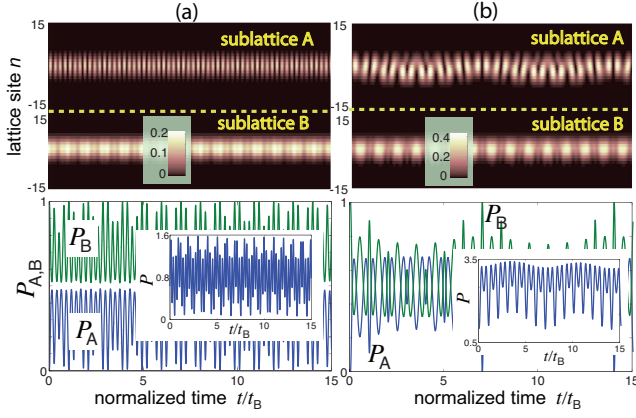 (a)
(b)
15
15
sublattice A
sublattice A
lattice site n
-15
-15
15
15
sublattice B
sublattice B
0.2
0.1
0
0.4
0.2
0
-15
-15
1
1
P_B
P_B
P_A,B
1.6
P
0
0 5 10 15
t/t_B
3.5
P
0.5
0 5 10 15
t/t_B
P_A
P_A
0
0
0 5 10 15
0 5 10 15
normalized time t/t_B
normalized time t/t_B